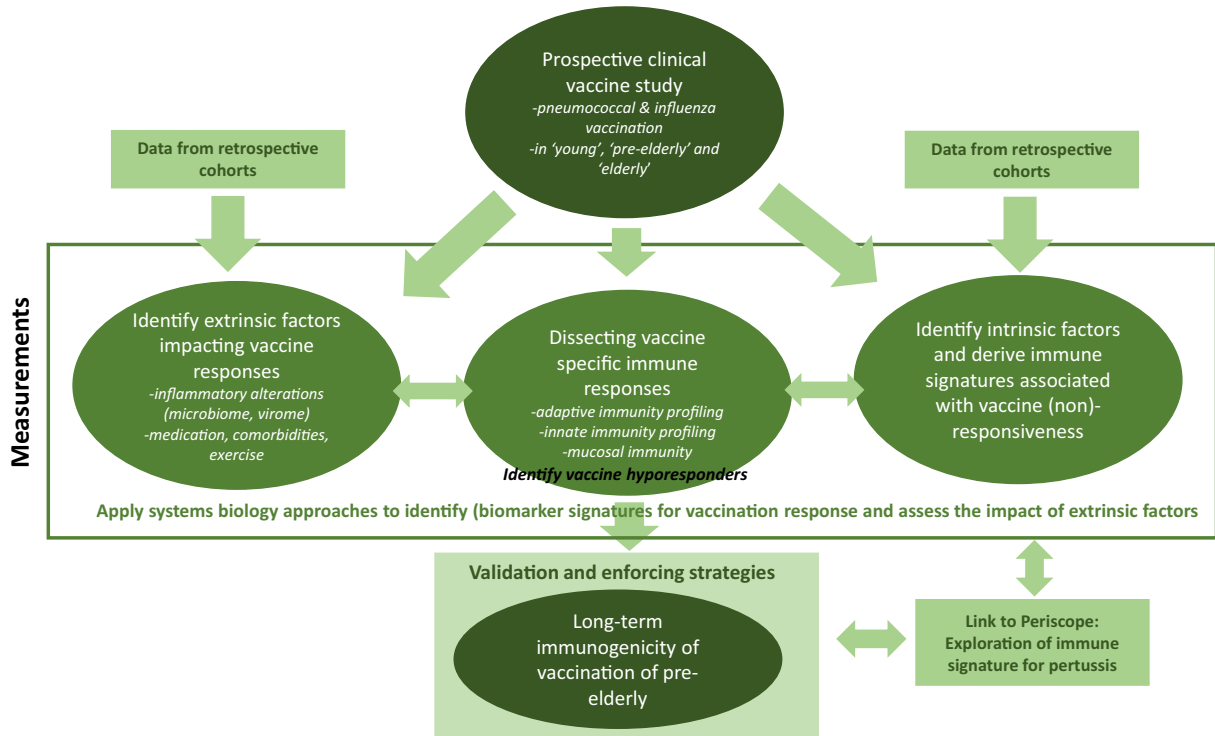 Prospective clinical
vaccine study
-pneumococcal & influenza
vaccination
-in ‘young’, ‘pre-elderly’ and
‘elderly’
Data from retrospective
cohorts
Data from retrospective
cohorts
Measurements
Identify extrinsic factors
impacting vaccine
responses
-inflammatory alterations
(microbiome, virome)
-medication, comorbidities,
exercise
Dissecting vaccine
specific immune
responses
-adaptive immunity profiling
-innate immunity profiling
-mucosal immunity
Identify vaccine hyporesponders
Identify intrinsic factors
and derive immune
signatures associated
with vaccine (non)-
responsiveness
Apply systems biology approaches to identify (biomarker signatures for vaccination response and assess the impact of extrinsic factors
Validation and enforcing strategies
Long-term
immunogenicity of
vaccination of pre-
elderly
Link to Periscope:
Exploration of immune
signature for pertussis